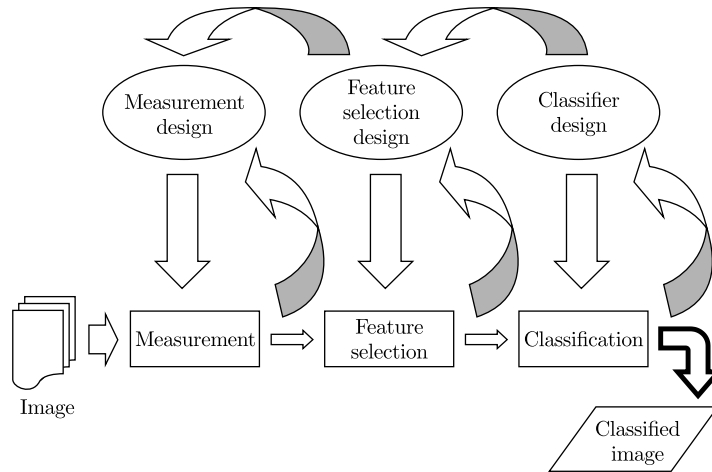 Measurement
design
Feature
selection
design
Classifier
design
Measurement
Feature
selection
Classification
Image
Classified
image